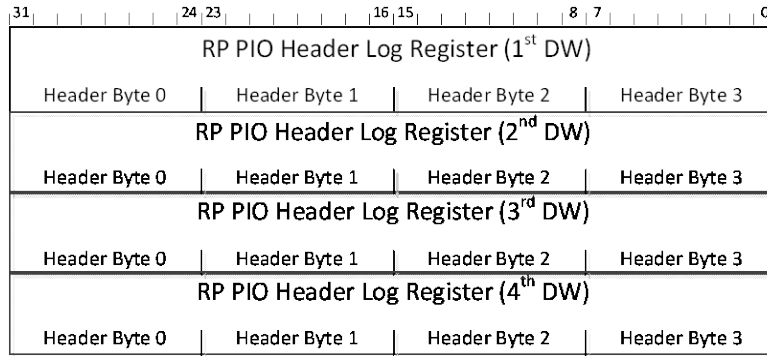 31 24 23 16 15 8 7 0
RP PIO Header Log Register (1st DW)
Header Byte 0 Header Byte 1 Header Byte 2 Header Byte 3
RP PIO Header Log Register (2nd DW)
Header Byte 0 Header Byte 1 Header Byte 2 Header Byte 3
RP PIO Header Log Register (3rd DW)
Header Byte 0 Header Byte 1 Header Byte 2 Header Byte 3
RP PIO Header Log Register (4th DW)
Header Byte 0 Header Byte 1 Header Byte 2 Header Byte 3